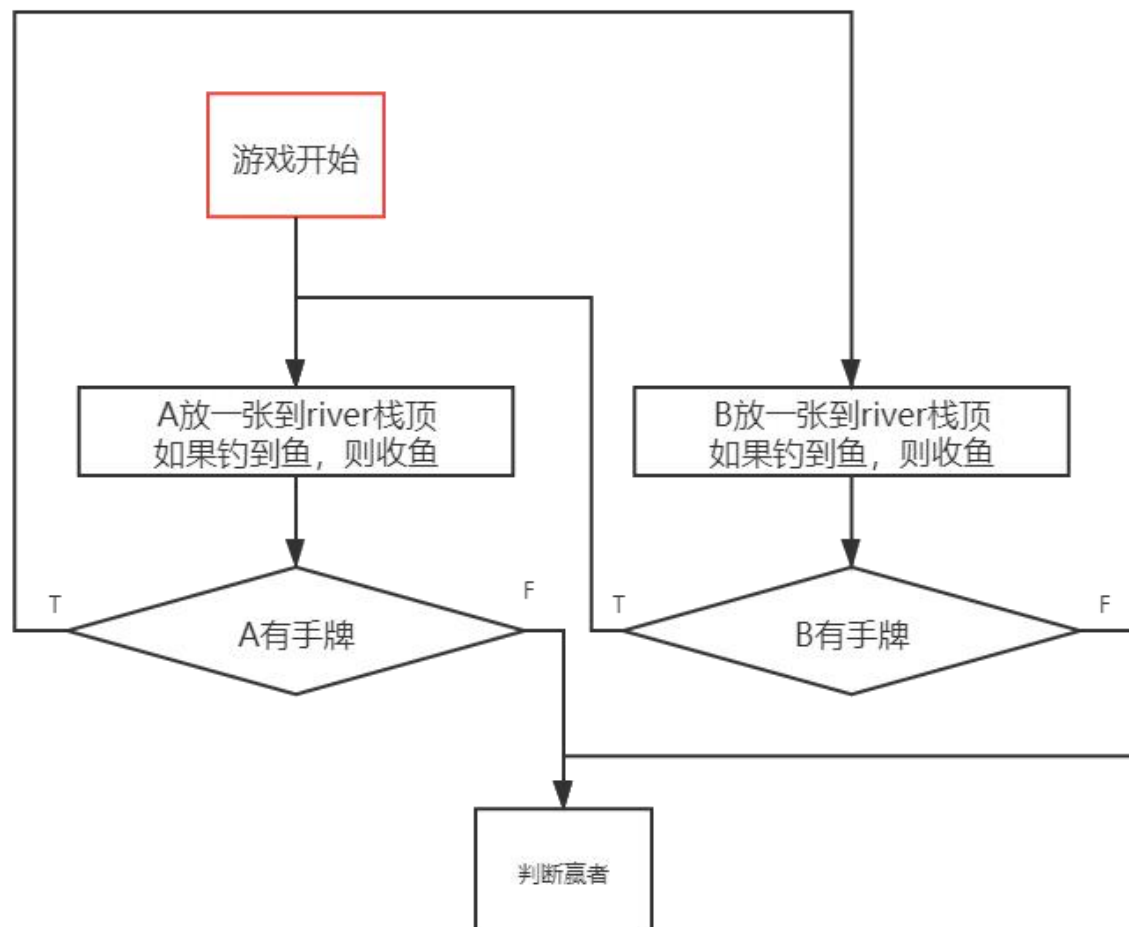 游戏开始
A放一张到river栈顶
如果钓到鱼，则收鱼
B放一张到river栈顶
如果钓到鱼，则收鱼
T
A有手牌
F
T
B有手牌
F
判断赢者